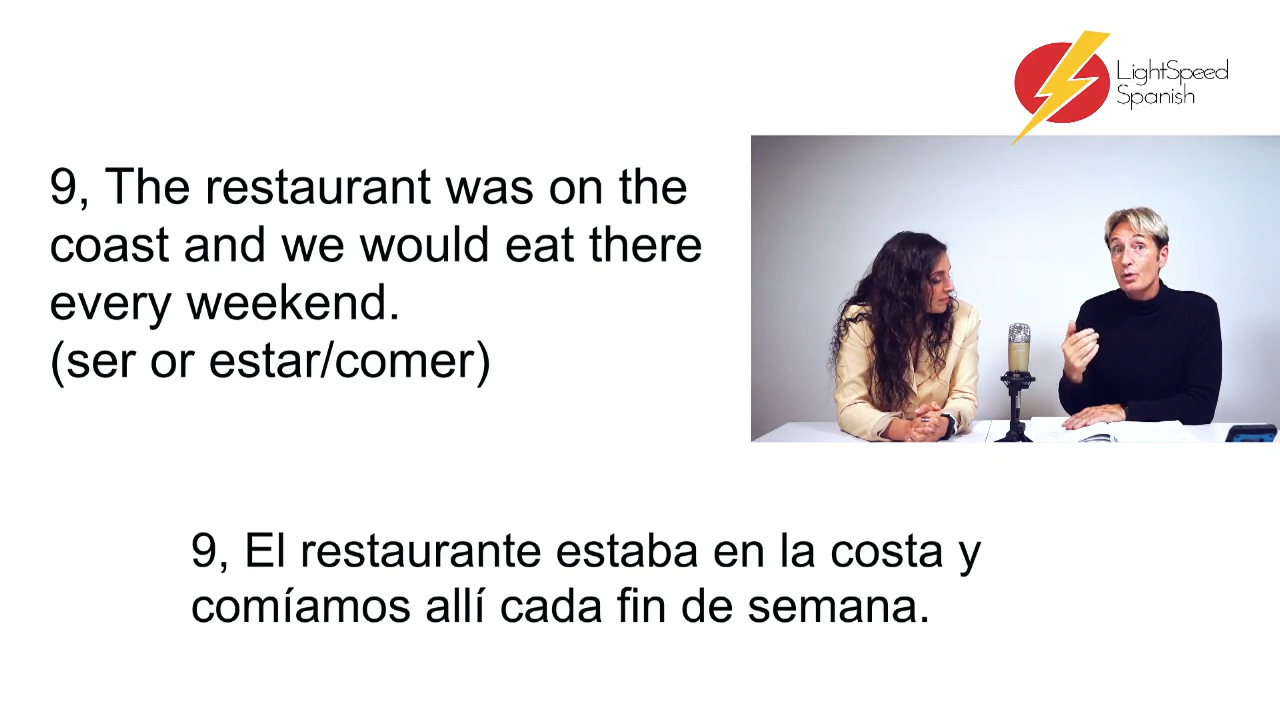 LightSpeed
Spanish
9, The restaurant was on the
coast and we would eat there
every weekend.
(ser or estar/comer)
9, El restaurante estaba en la costa y
comíamos allí cada fin de semana.